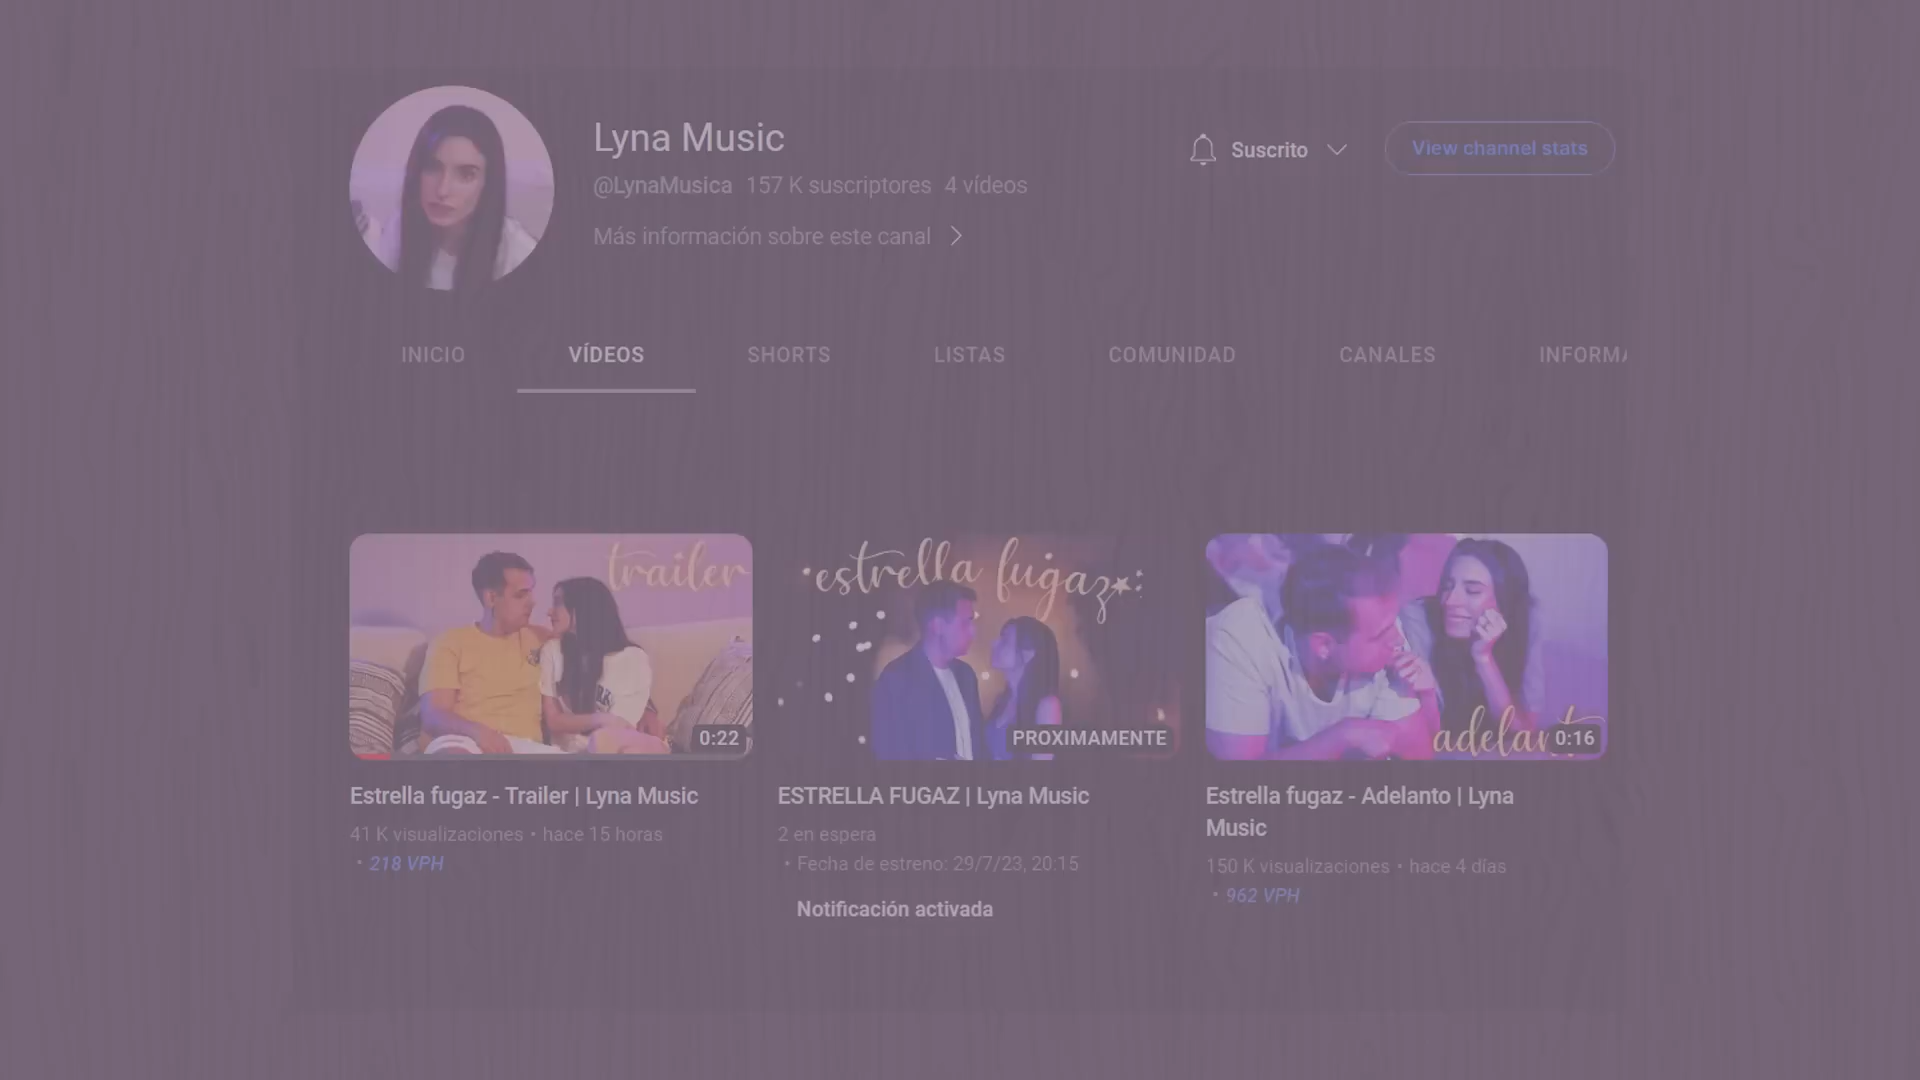 Lyna Music
@LynaMusica 157 K suscriptores 4 vídeos
Más información sobre este canal
Suscrito
View channel stats
INICIO VÍDEOS SHORTS LISTAS COMUNIDAD CANALES INFORMA
trailer
0:22
Estrella fugaz - Trailer | Lyna Music
41 K visualizaciones • hace 15 horas
• 218 VPH
estrella fugaz
PROXIMAMENTE
ESTRELLA FUGAZ | Lyna Music
2 en espera
• Fecha de estreno: 29/7/23, 20:15
Notificación activada
0:16
Estrella fugaz - Adelanto | Lyna
Music
150 K visualizaciones • hace 4 días
• 962 VPH